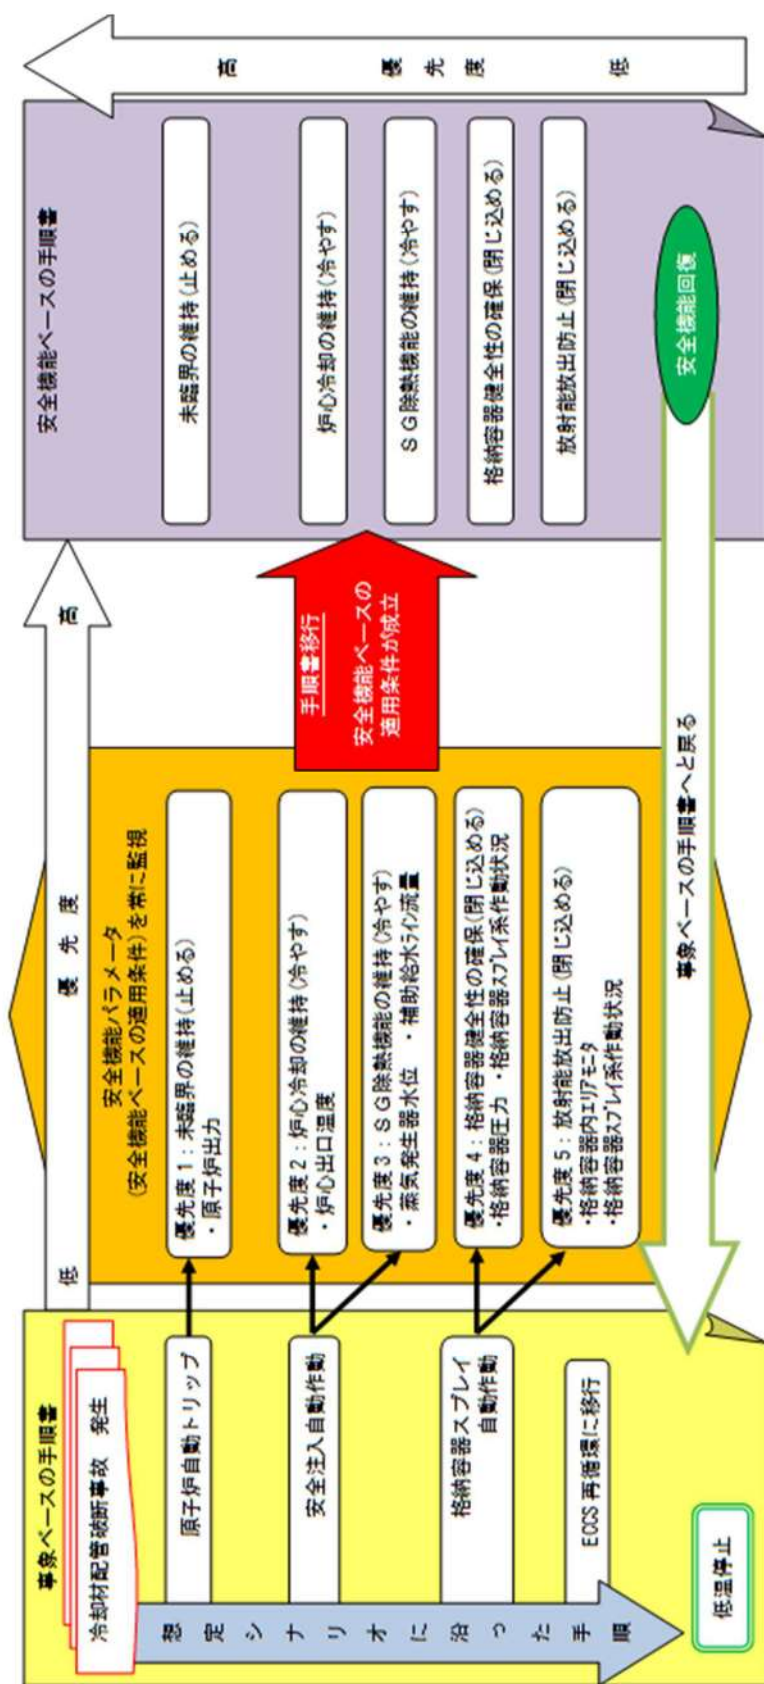 事象ベースの手順書
冷却材配管破断事故　発生
想定シナリオに沿った手順
原子炉自動トリップ
安全注入自動作動
格納容器スプレイ
自動作動
ECCS 再循環に移行
低温停止
低　優先度　高
安全機能パラメータ
(安全機能ベースの適用条件)を常に監視
優先度1：未臨界の維持(止める)
・原子炉出力
優先度2：炉心冷却の維持(冷やす)
・炉心出口温度
優先度3：SG除熱機能の維持(冷やす)
・蒸気発生器水位　・補助給水ライン流量
優先度4：格納容器健全性の確保(閉じ込める)
・格納容器圧力　・格納容器スプレイ系作動状況
優先度5：放射能放出防止(閉じ込める)
・格納容器内エリアモニタ
・格納容器スプレイ系作動状況
手順書移行
安全機能ベースの
適用条件が成立
事象ベースの手順書へと戻る
安全機能ベースの手順書
未臨界の維持(止める)
炉心冷却の維持(冷やす)
SG除熱機能の維持(冷やす)
格納容器健全性の確保(閉じ込める)
放射能放出防止(閉じ込める)
安全機能回復
高　優先度　低